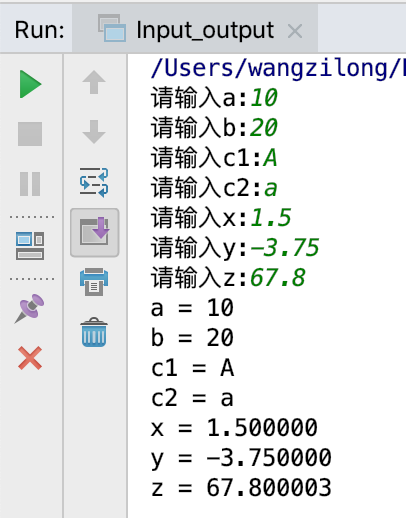 Run: Input_output
/Users/wangzilong/
请输入a:10
请输入b:20
请输入c1:A
请输入c2:a
请输入x:1.5
请输入y:-3.75
请输入z:67.8
a = 10
b = 20
c1 = A
c2 = a
x = 1.500000
y = -3.750000
z = 67.800003